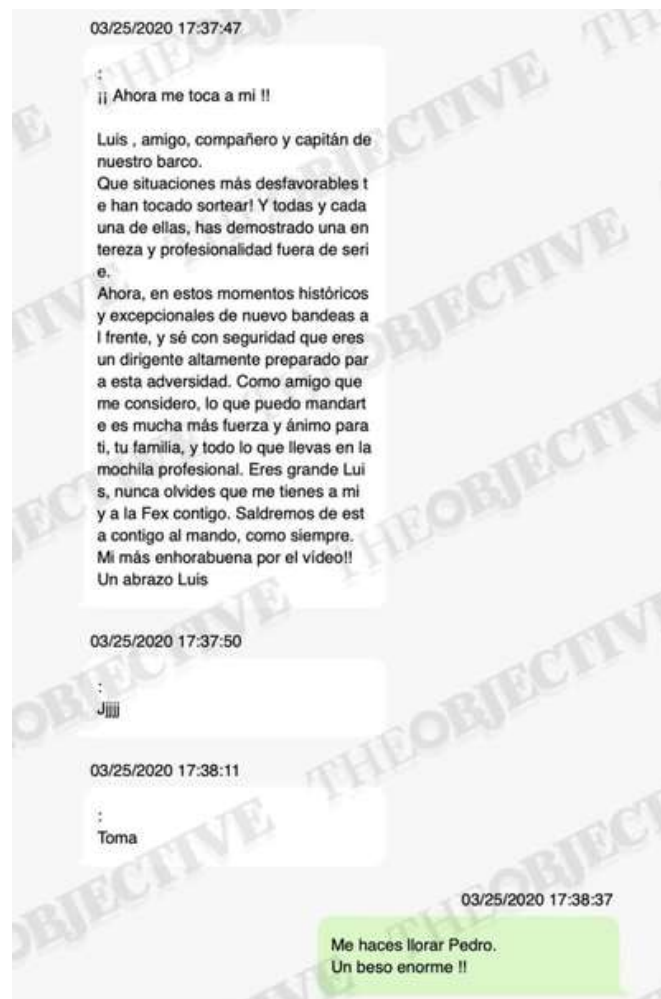 03/25/2020 17:37:47
:
¡¡ Ahora me toca a mi !!
Luis , amigo, compañero y capitán de
nuestro barco.
Que situaciones más desfavorables t
e han tocado sortear! Y todas y cada
una de ellas, has demostrado una en
tereza y profesionalidad fuera de seri
e.
Ahora, en estos momentos históricos
y excepcionales de nuevo bandeas a
l frente, y sé con seguridad que eres
un dirigente altamente preparado par
a esta adversidad. Como amigo que
me considero, lo que puedo mandart
e es mucha más fuerza y ánimo para
ti, tu familia, y todo lo que llevas en la
mochila profesional. Eres grande Lui
s, nunca olvides que me tienes a mi
y a la Fex contigo. Saldremos de est
a contigo al mando, como siempre.
Mi más enhorabuena por el vídeo!!
Un abrazo Luis
03/25/2020 17:37:50
:
Jjjjj
03/25/2020 17:38:11
:
Toma
03/25/2020 17:38:37
Me haces llorar Pedro.
Un beso enorme !!
THEOBJECTIVE